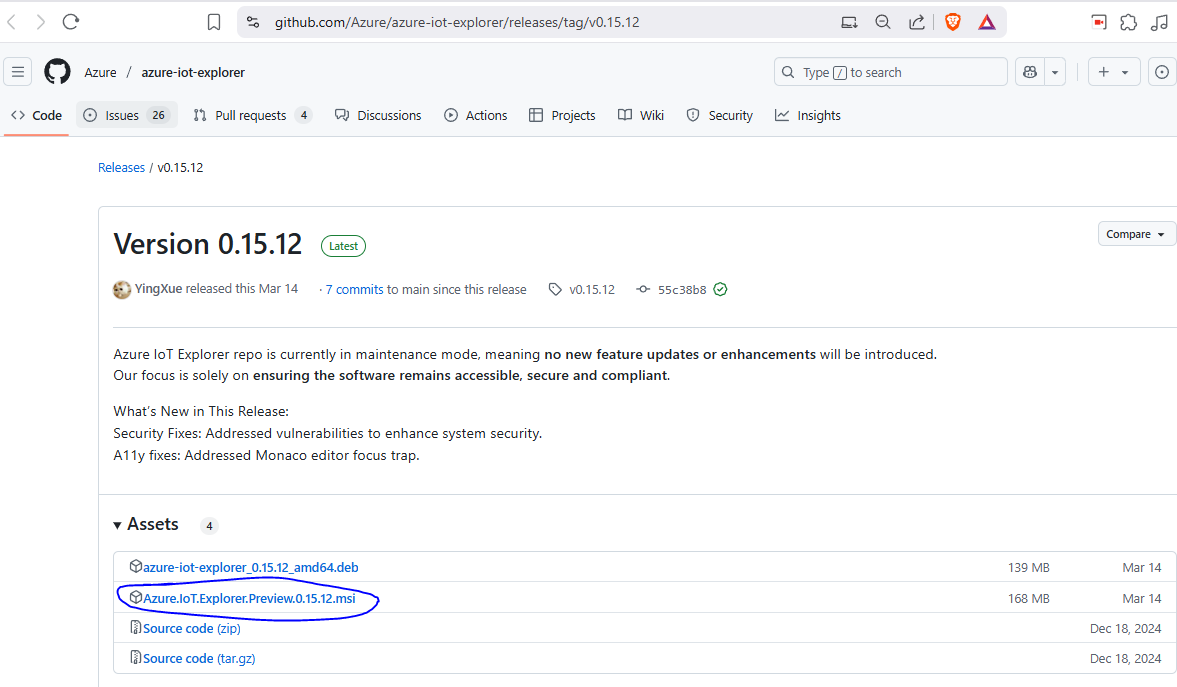 github.com/Azure/azure-iot-explorer/releases/tag/v0.15.12
Azure / azure-iot-explorer
Type / to search
Code Issues 26 Pull requests 4 Discussions Actions Projects Wiki Security Insights
Releases / v0.15.12
Version 0.15.12 Latest
Compare
YingXue released this Mar 14 · 7 commits to main since this release v0.15.12 55c38b8
Azure IoT Explorer repo is currently in maintenance mode, meaning no new feature updates or enhancements will be introduced.
Our focus is solely on ensuring the software remains accessible, secure and compliant.
What's New in This Release:
Security Fixes: Addressed vulnerabilities to enhance system security.
A11y fixes: Addressed Monaco editor focus trap.
Assets 4
azure-iot-explorer_0.15.12_amd64.deb 139 MB Mar 14
Azure.IoT.Explorer.Preview.0.15.12.msi 168 MB Mar 14
Source code (zip) Dec 18, 2024
Source code (tar.gz) Dec 18, 2024